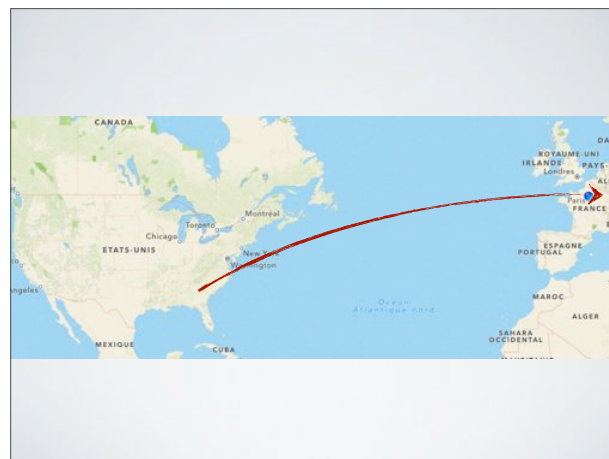 CANADA
ROYAUME-UNI
IRLANDE
PAYS-
Londres
Paris
FRANCE
Montréal
Toronto
Chicago
New York
Washington
ETATS-UNIS
ESPAGNE
PORTUGAL
Océan
Atlantique nord
MAROC
ALGER
SAHARA
OCCIDENTAL
MEXIQUE
CUBA